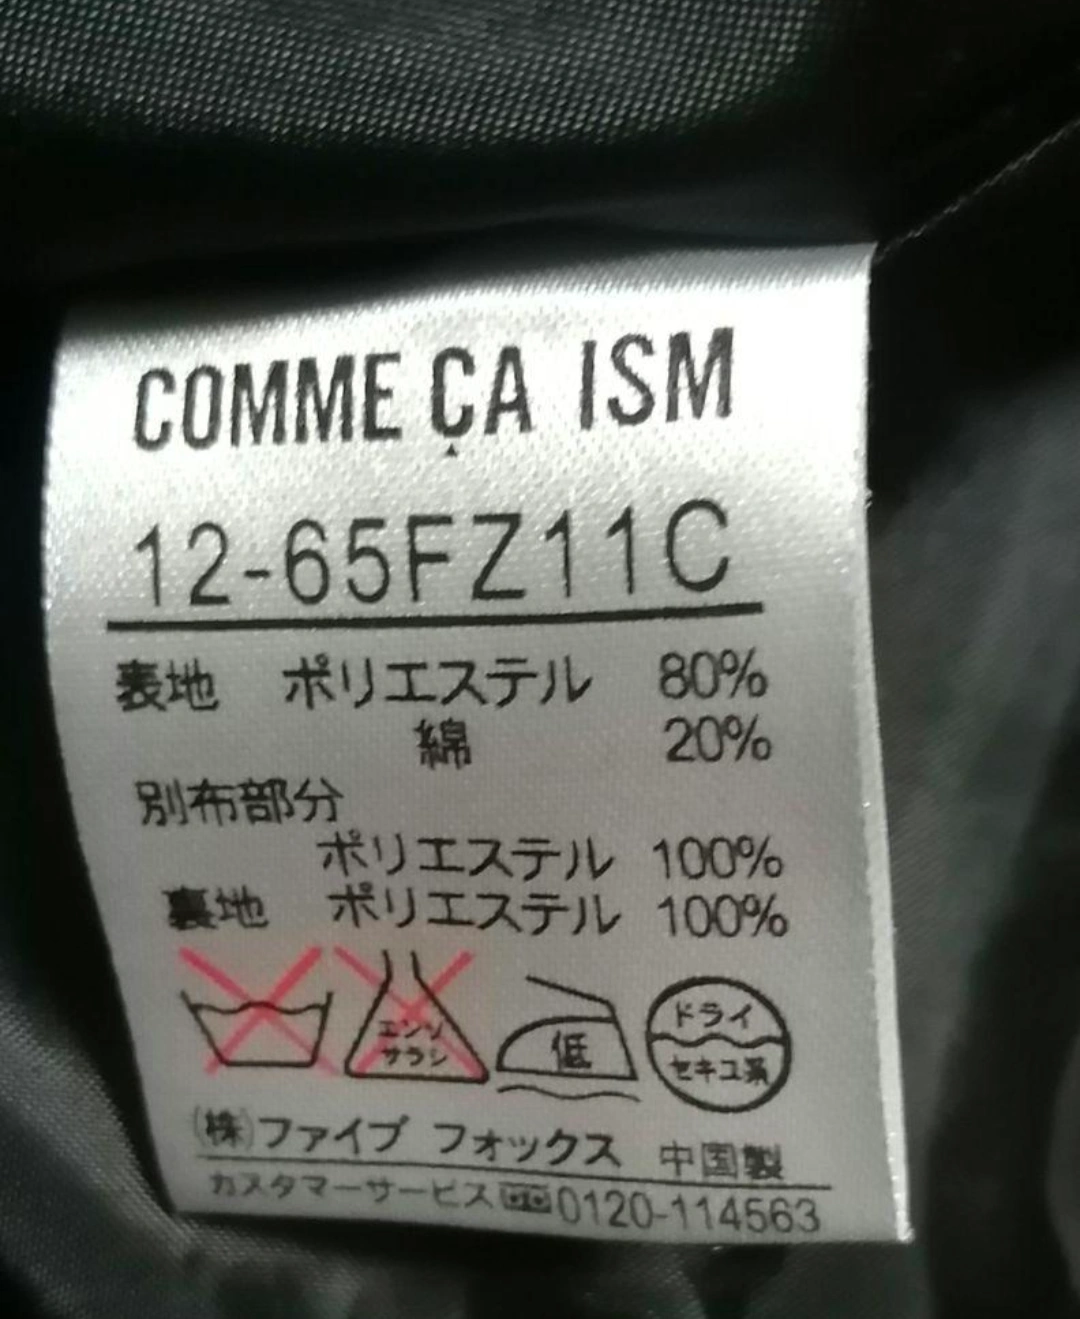 COMME ÇA ISM
12-65FZ11C
表地 ポリエステル 80%
綿 20%
別布部分
ポリエステル 100%
裏地 ポリエステル 100%
エンソ
サラシ
低
ドライ
セキユ系
(株)ファイブ フォックス 中国製
カスタマーサービス 0120-114563